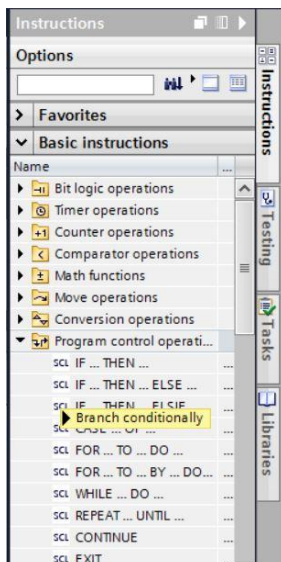 Instructions
Options
Favorites
Basic instructions
Name ...
Bit logic operations
Timer operations
Counter operations
Comparator operations
Math functions
Move operations
Conversion operations
Program control operati...
SCL IF ... THEN ... ...
SCL IF ... THEN ... ELSE ... ...
SCL IF ... THEN ... ELSIF ...
Branch conditionally
SCL CASE ... OF ... ...
SCL FOR ... TO ... DO ... ...
SCL FOR ... TO ... BY ... DO... ...
SCL WHILE ... DO ... ...
SCL REPEAT ... UNTIL ... ...
SCL CONTINUE ...
SCL EXIT
Instructions
Testing
Tasks
Libraries